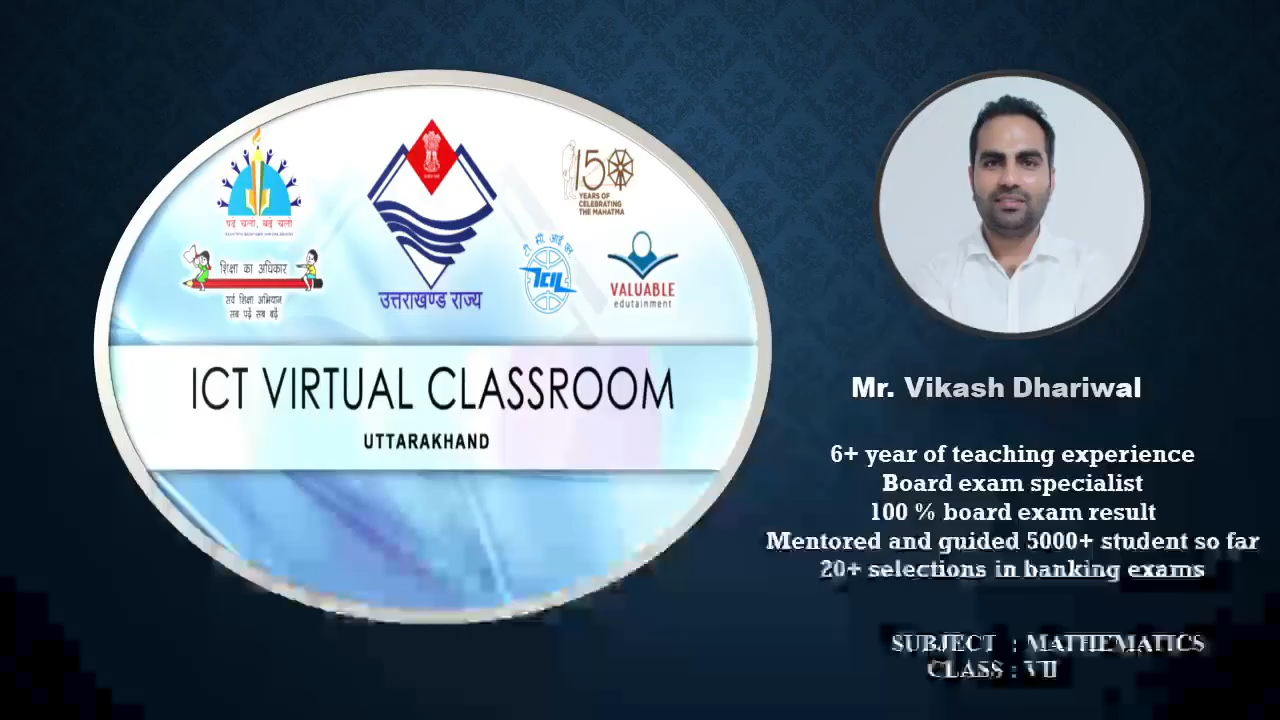 पढ़े चलो, बढ़े चलो
शिक्षा का अधिकार
सर्व शिक्षा अभियान
सब पढ़ें सब बढ़ें
उत्तराखण्ड राज्य
150
YEARS OF
CELEBRATING
THE MAHATMA
टी सी आई एल
TCIL
VALUABLE
edutainment
ICT VIRTUAL CLASSROOM
UTTARAKHAND
Mr. Vikash Dhariwal
6+ year of teaching experience
Board exam specialist
100 % board exam result
Mentored and guided 5000+ student so far
20+ selections in banking exams
SUBJECT : MATHEMATICS
CLASS : VII